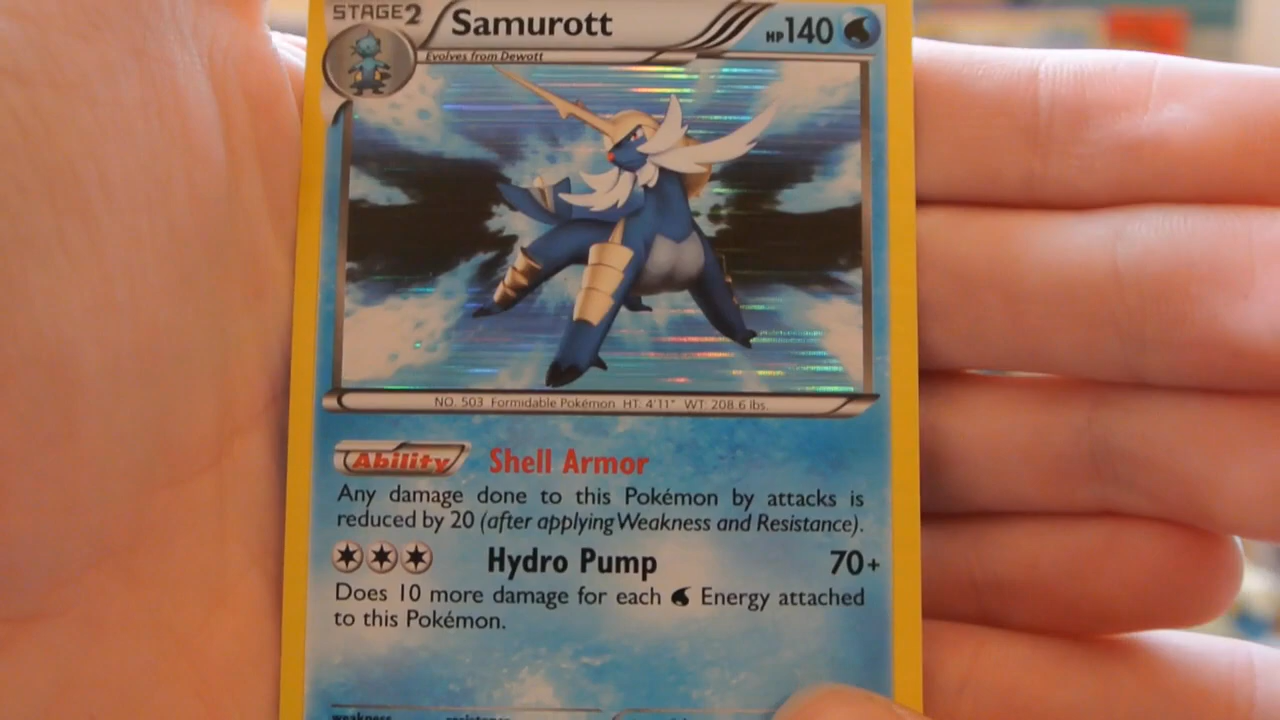 STAGE2 Samurott HP140
Evolves from Dewott
NO. 503 Formidable Pokémon HT: 4'11" WT: 208.6 lbs.
Ability Shell Armor
Any damage done to this Pokémon by attacks is
reduced by 20 (after applying Weakness and Resistance).
Hydro Pump 70+
Does 10 more damage for each Energy attached
to this Pokémon.
weakness resistance